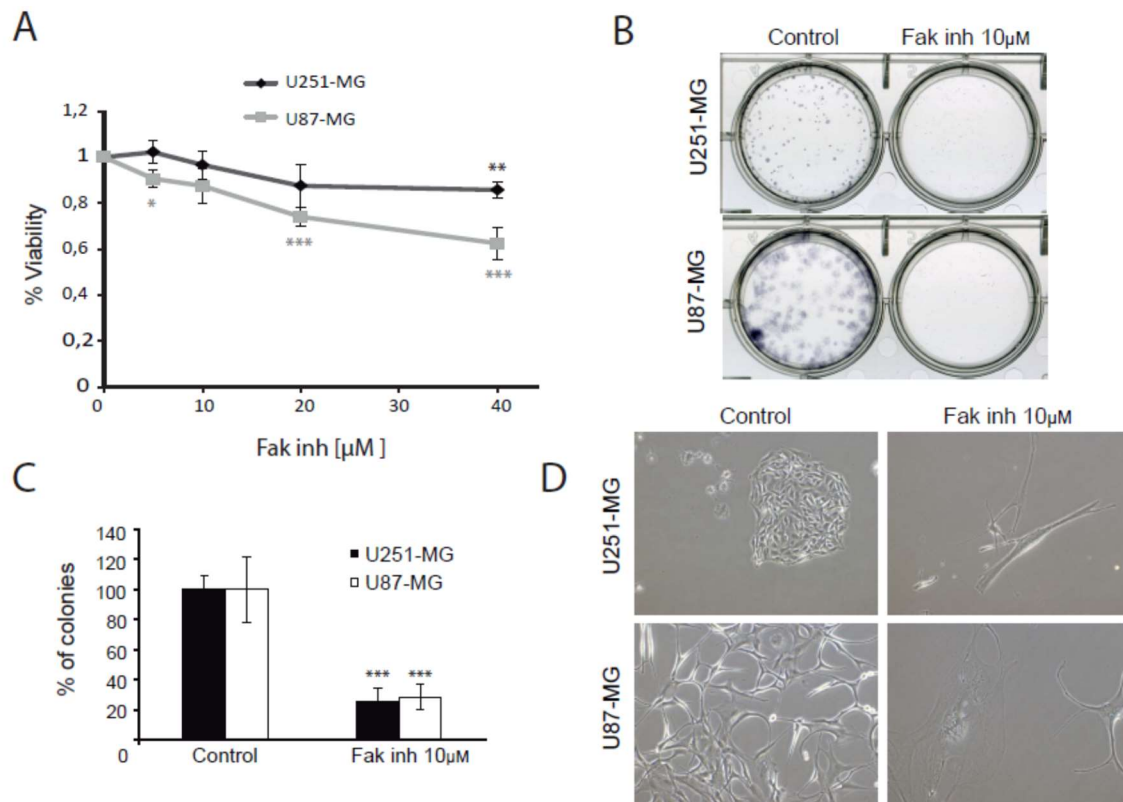 A
U251-MG
U87-MG
1,2
1
0,8
0,6
0,4
0,2
0
% Viability
**
*
***
***
0 10 20 30 40
Fak inh [µM ]
B
Control Fak inh 10µM
U251-MG
U87-MG
C
140
120
100
80
60
40
20
0
% of colonies
U251-MG
U87-MG
*** ***
Control Fak inh 10µM
D
Control Fak inh 10µM
U251-MG
U87-MG